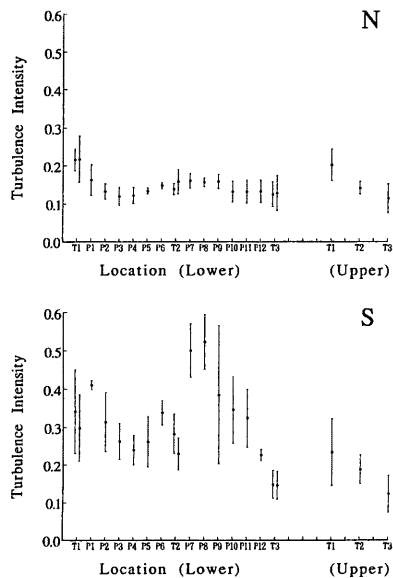 N
0.6
0.5
0.4
0.3
0.2
0.1
0.0
Turbulence Intensity
T1 P1 P2 P3 P4 P5 P6 T2 P7 P8 P9 P10 P11 P12 T3 T1 T2 T3
Location (Lower) (Upper)
S
0.6
0.5
0.4
0.3
0.2
0.1
0.0
Turbulence Intensity
T1 P1 P2 P3 P4 P5 P6 T2 P7 P8 P9 P10 P11 P12 T3 T1 T2 T3
Location (Lower) (Upper)